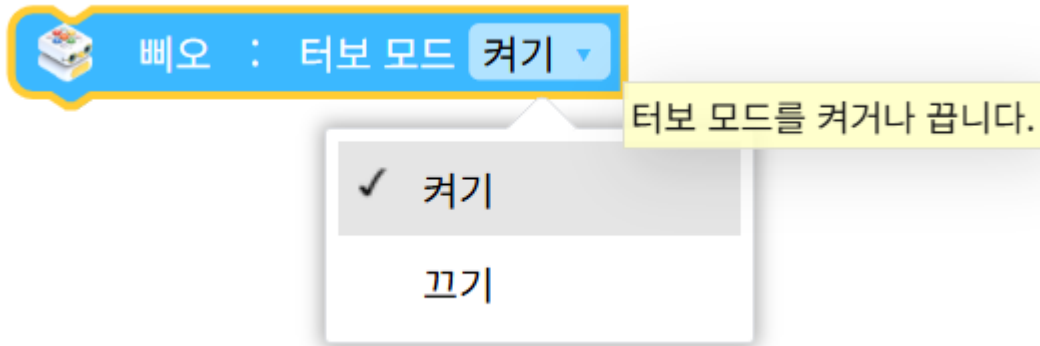 삐오 : 터보 모드 켜기
터보 모드를 켜거나 끕니다.
✓ 켜기
끄기